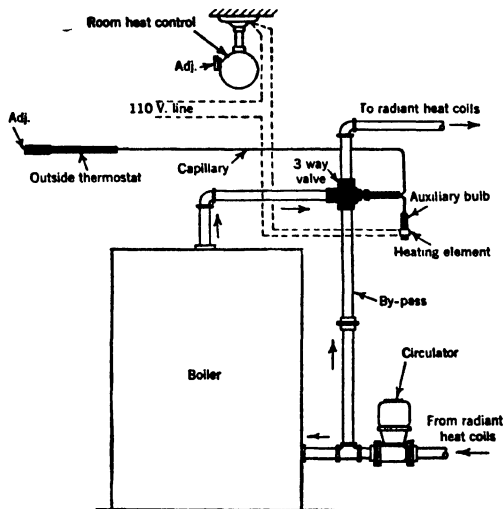 Room heat control
Adj.
110 V. line
To radiant heat coils
Adj.
Outside thermostat
Capillary
3 way
valve
Auxiliary bulb
Heating element
By-pass
Boiler
Circulator
From radiant
heat coils